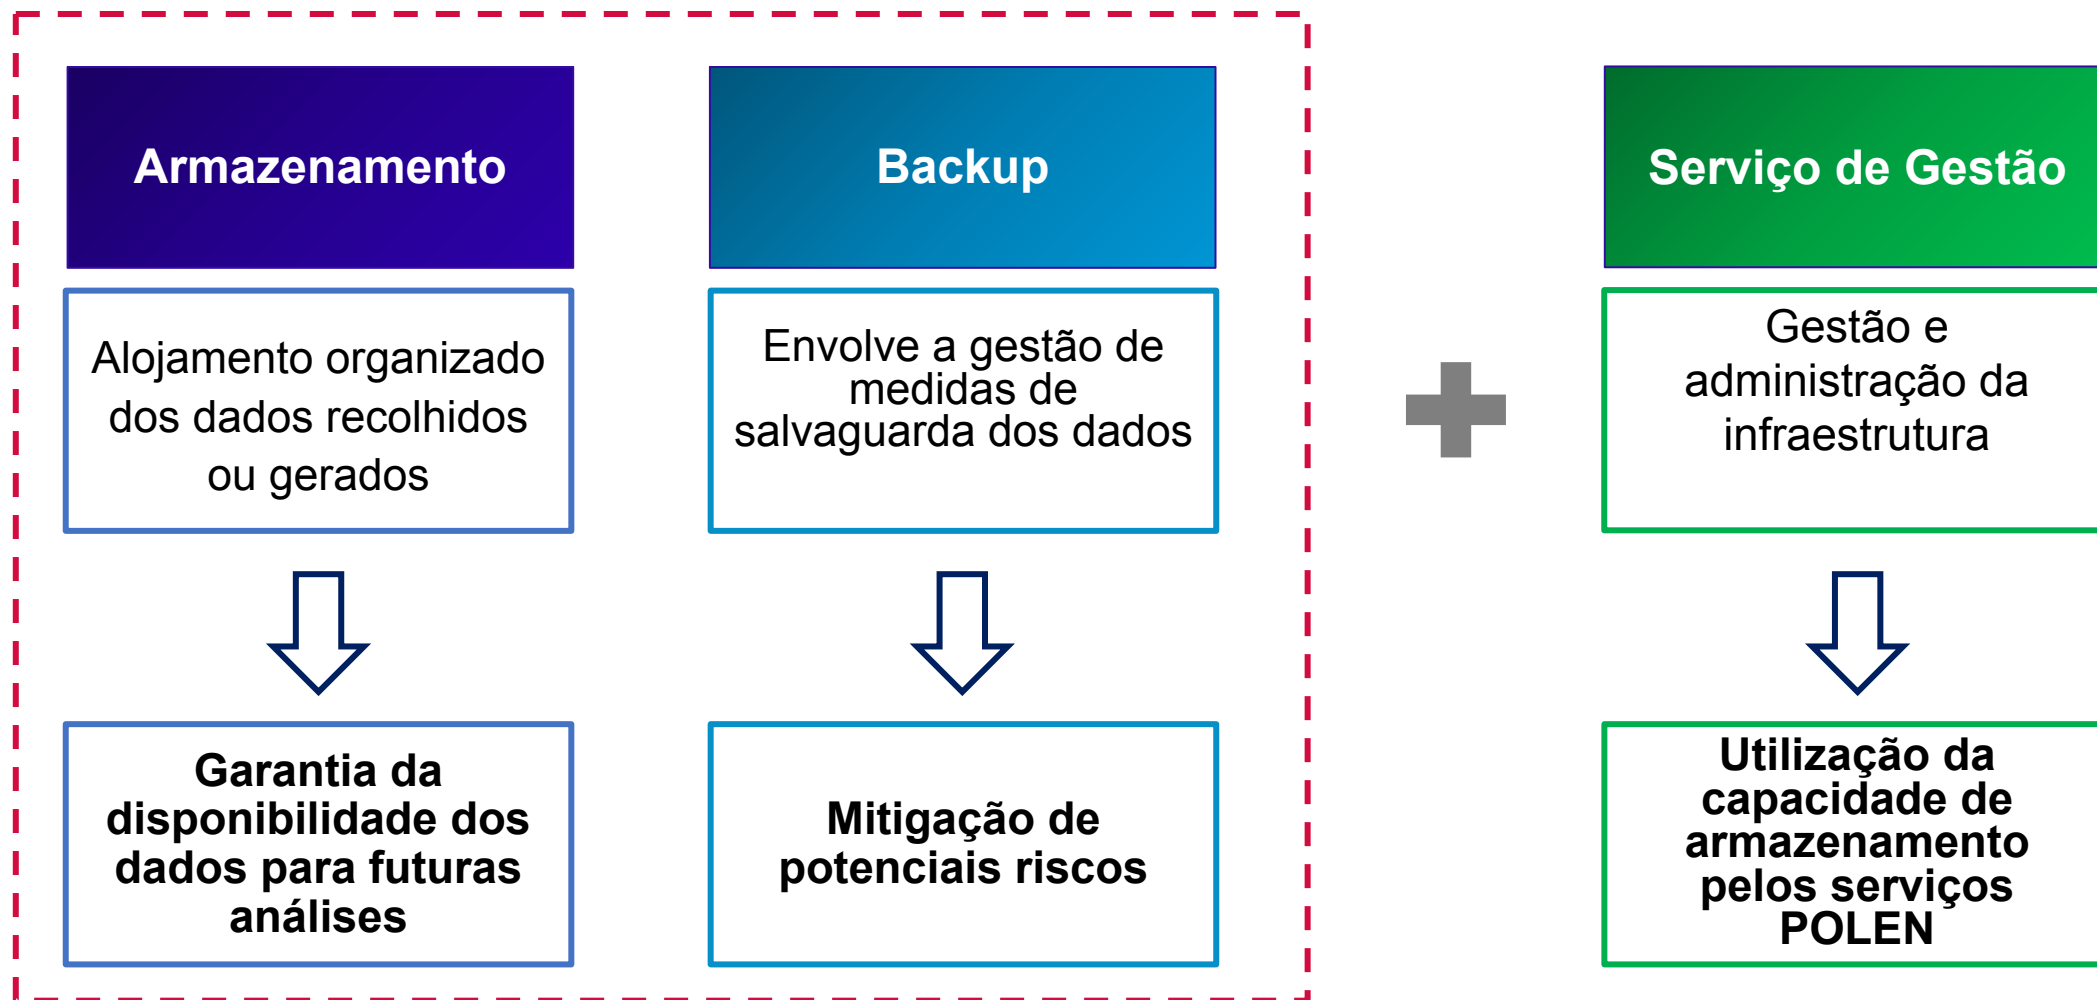 Armazenamento
Backup
Serviço de Gestão
Alojamento organizado
dos dados recolhidos
ou gerados
Envolve a gestão de
medidas de
salvaguarda dos dados
Gestão e
administração da
infraestrutura
Garantia da
disponibilidade dos
dados para futuras
análises
Mitigação de
potenciais riscos
Utilização da
capacidade de
armazenamento
pelos serviços
POLEN